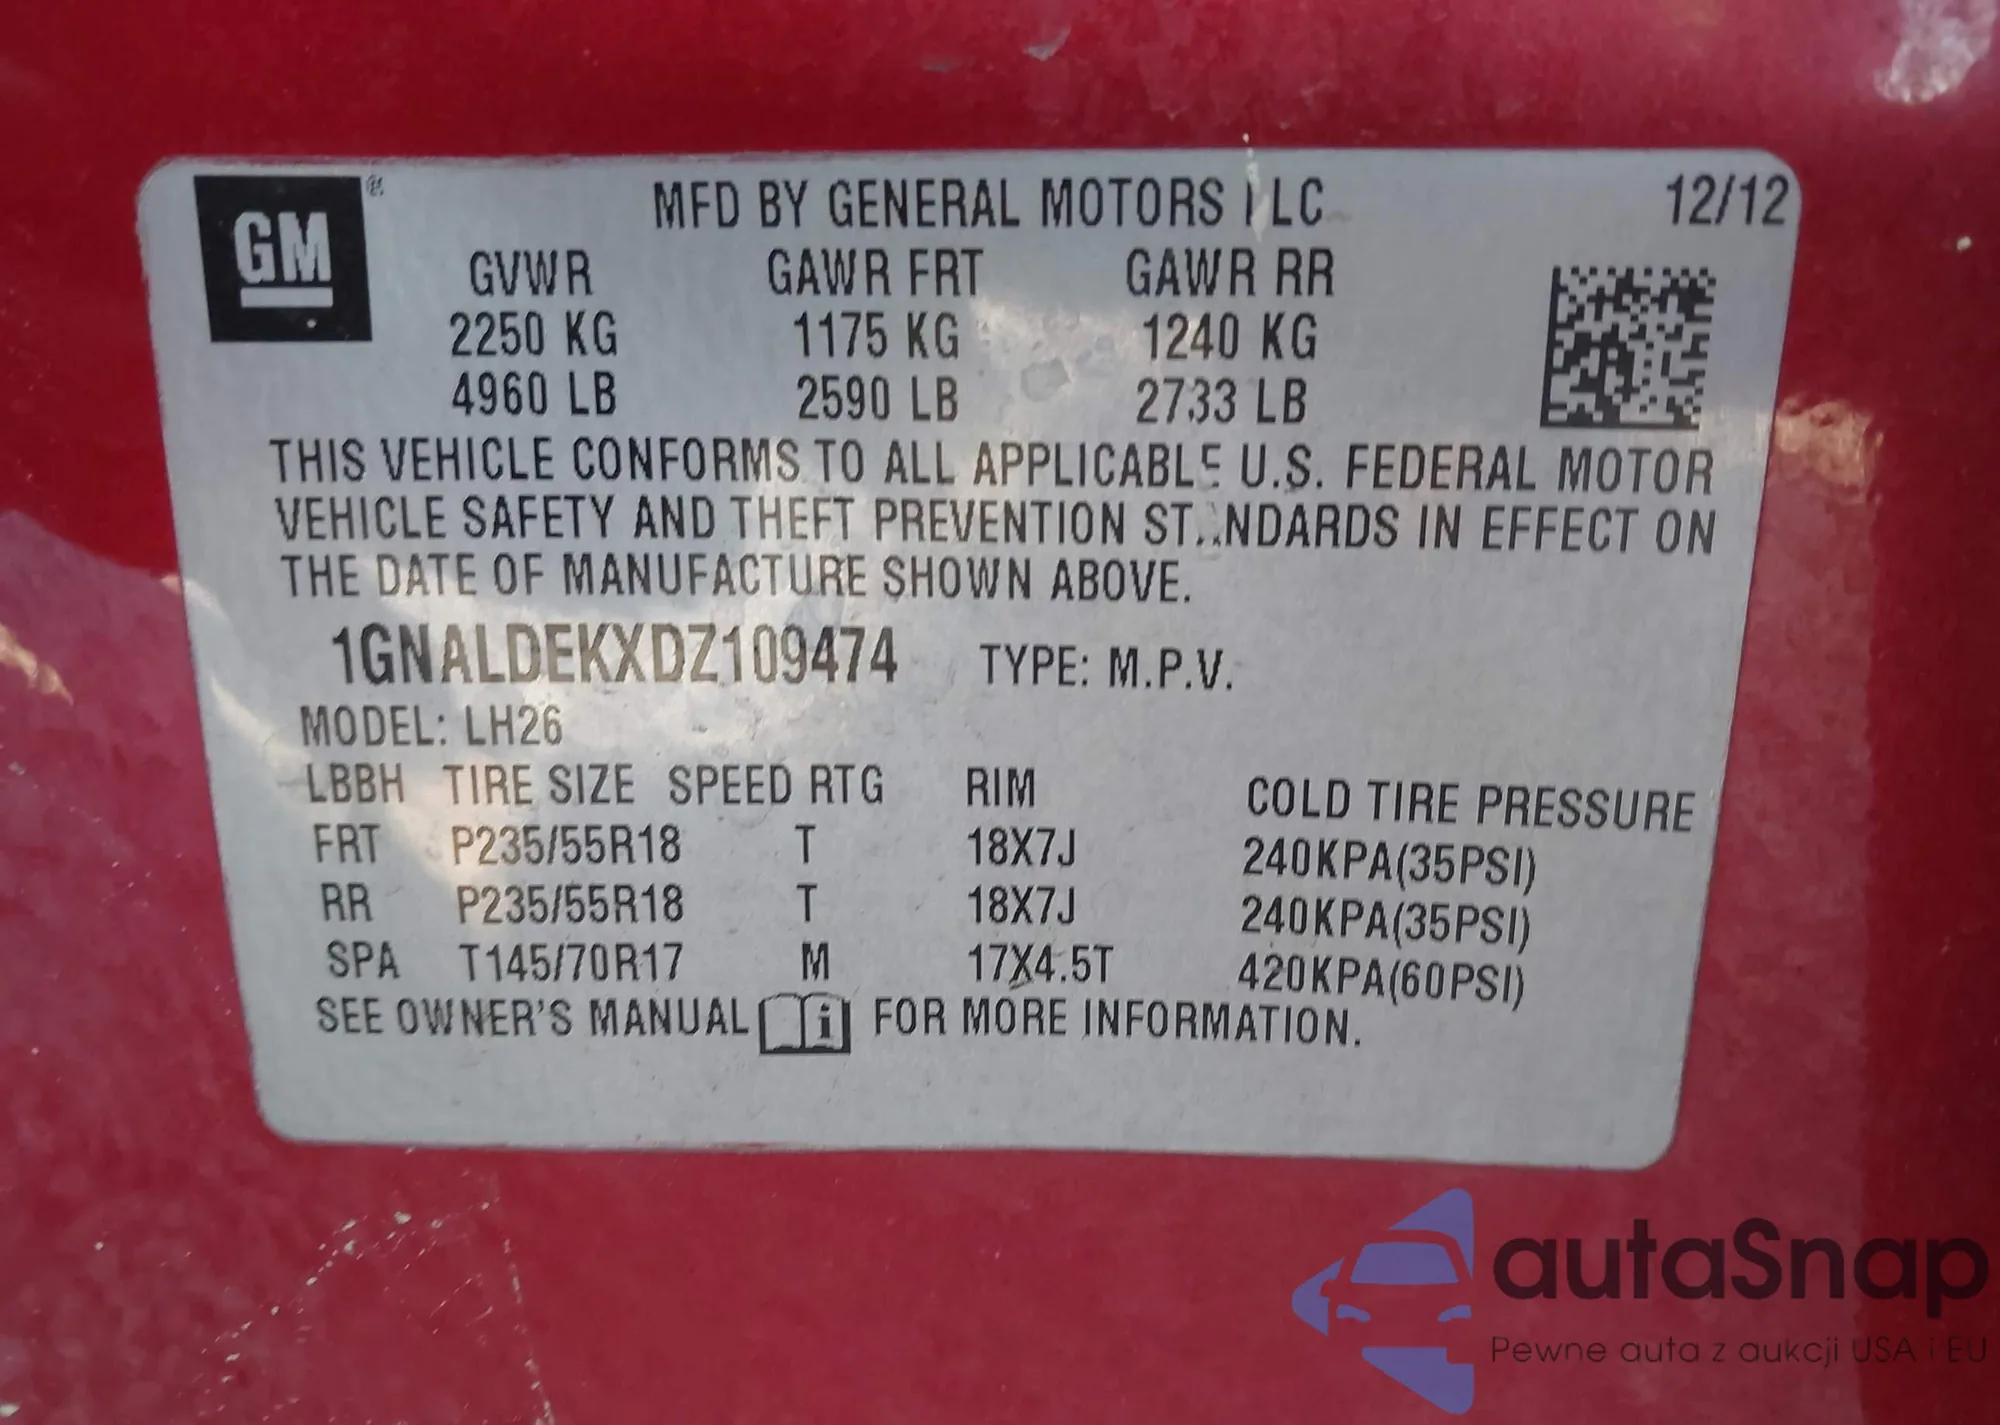 GM ®
MFD BY GENERAL MOTORS LLC 12/12
GVWR GAWR FRT GAWR RR
2250 KG 1175 KG 1240 KG
4960 LB 2590 LB 2733 LB
THIS VEHICLE CONFORMS TO ALL APPLICABLE U.S. FEDERAL MOTOR
VEHICLE SAFETY AND THEFT PREVENTION STANDARDS IN EFFECT ON
THE DATE OF MANUFACTURE SHOWN ABOVE.
1GNALDEKXDZ109474 TYPE: M.P.V.
MODEL: LH26
LBBH TIRE SIZE SPEED RTG RIM COLD TIRE PRESSURE
FRT P235/55R18 T 18X7J 240KPA(35PSI)
RR P235/55R18 T 18X7J 240KPA(35PSI)
SPA T145/70R17 M 17X4.5T 420KPA(60PSI)
SEE OWNER'S MANUAL i FOR MORE INFORMATION.
autaSnap
Pewne auta z aukcji USA i EU